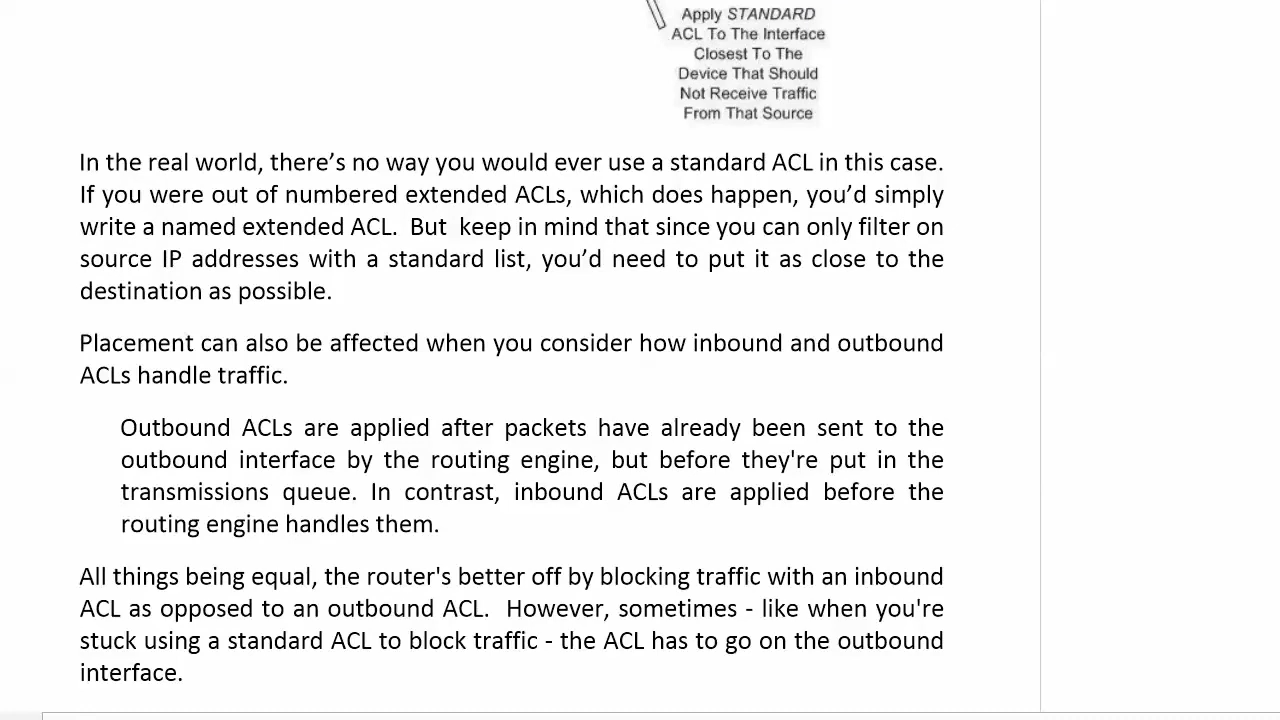 Apply STANDARD
ACL To The Interface
Closest To The
Device That Should
Not Receive Traffic
From That Source
In the real world, there’s no way you would ever use a standard ACL in this case.
If you were out of numbered extended ACLs, which does happen, you’d simply
write a named extended ACL.  But  keep in mind that since you can only filter on
source IP addresses with a standard list, you’d need to put it as close to the
destination as possible.
Placement can also be affected when you consider how inbound and outbound
ACLs handle traffic.
Outbound ACLs are applied after packets have already been sent to the
outbound interface by the routing engine, but before they're put in the
transmissions queue. In contrast, inbound ACLs are applied before the
routing engine handles them.
All things being equal, the router's better off by blocking traffic with an inbound
ACL as opposed to an outbound ACL.  However, sometimes - like when you're
stuck using a standard ACL to block traffic - the ACL has to go on the outbound
interface.